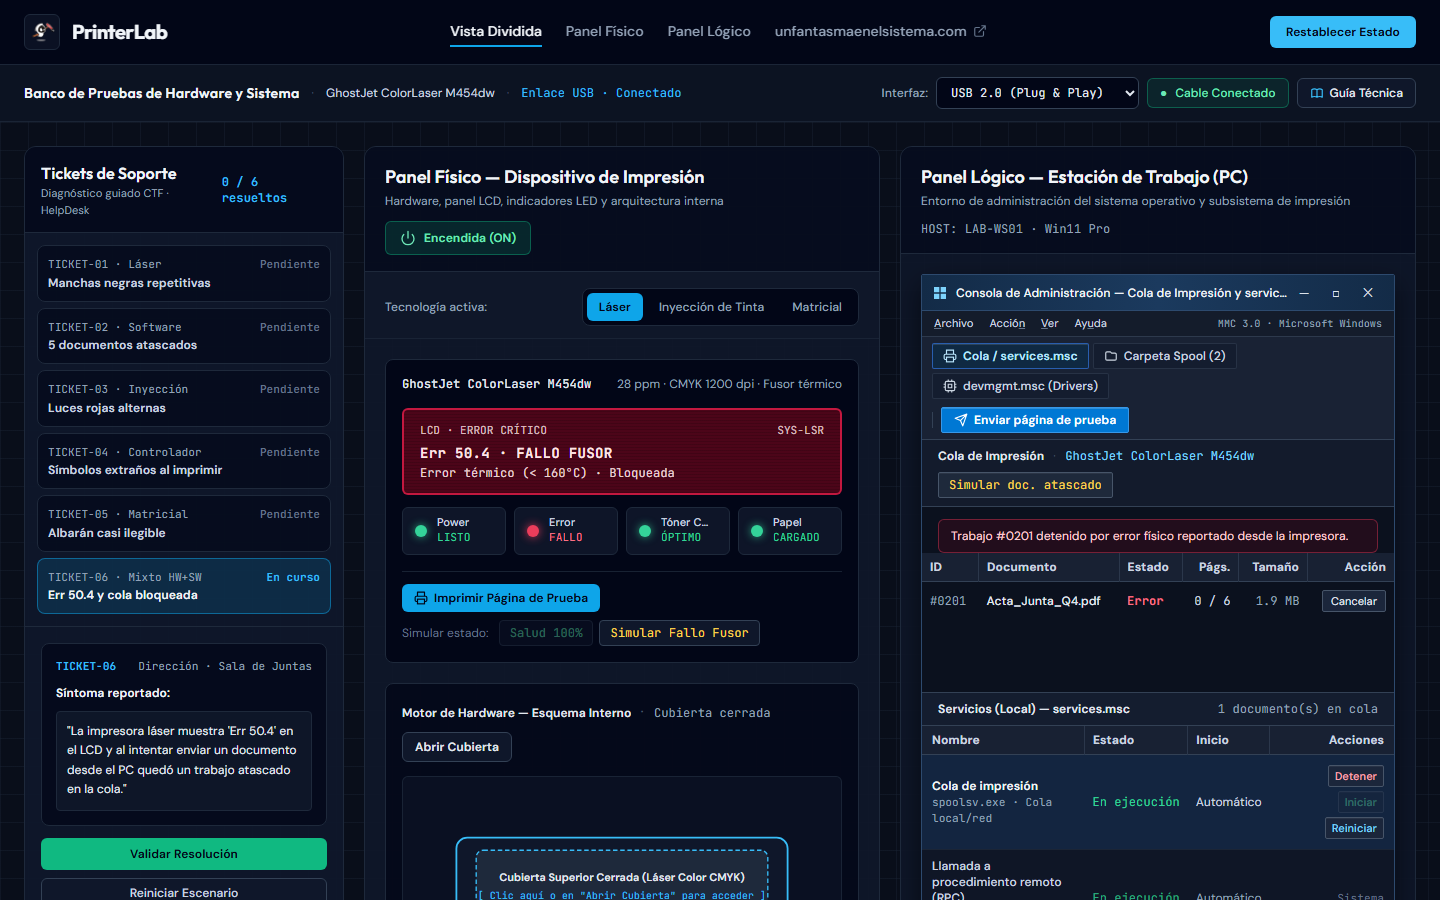 PrinterLab
Vista Dividida
Panel Físico
Panel Lógico
unfantasmaenelsistema.com
Restablecer Estado
Banco de Pruebas de Hardware y Sistema · GhostJet ColorLaser M454dw · Enlace USB · Conectado
Interfaz:
USB 2.0 (Plug & Play)
Cable Conectado
Guía Técnica
Tickets de Soporte
Diagnóstico guiado CTF ·
HelpDesk
0 / 6
resueltos
TICKET-01 · Láser Pendiente
Manchas negras repetitivas
TICKET-02 · Software Pendiente
5 documentos atascados
TICKET-03 · Inyección Pendiente
Luces rojas alternas
TICKET-04 · Controlador Pendiente
Símbolos extraños al imprimir
TICKET-05 · Matricial Pendiente
Albarán casi ilegible
TICKET-06 · Mixto HW+SW En curso
Err 50.4 y cola bloqueada
TICKET-06 Dirección · Sala de Juntas
Síntoma reportado:
"La impresora láser muestra 'Err 50.4' en
el LCD y al intentar enviar un documento
desde el PC quedó un trabajo atascado
en la cola."
Validar Resolución
Reiniciar Escenario
Panel Físico — Dispositivo de Impresión
Hardware, panel LCD, indicadores LED y arquitectura interna
Encendida (ON)
Tecnología activa:
Láser
Inyección de Tinta
Matricial
GhostJet ColorLaser M454dw 28 ppm · CMYK 1200 dpi · Fusor térmico
LCD · ERROR CRÍTICO SYS-LSR
Err 50.4 · FALLO FUSOR
Error térmico (< 160°C) · Bloqueada
Power
LISTO
Error
FALLO
Tóner C...
ÓPTIMO
Papel
CARGADO
Imprimir Página de Prueba
Simular estado:
Salud 100%
Simular Fallo Fusor
Motor de Hardware — Esquema Interno · Cubierta cerrada
Abrir Cubierta
Cubierta Superior Cerrada (Láser Color CMYK)
[ Clic aquí o en "Abrir Cubierta" para acceder ]
Panel Lógico — Estación de Trabajo (PC)
Entorno de administración del sistema operativo y subsistema de impresión
HOST: LAB-WS01 · Win11 Pro
Consola de Administración — Cola de Impresión y servic...
Archivo Acción Ver Ayuda MMC 3.0 · Microsoft Windows
Cola / services.msc
Carpeta Spool (2)
devmgmt.msc (Drivers)
Enviar página de prueba
Cola de Impresión · GhostJet ColorLaser M454dw
Simular doc. atascado
Trabajo #0201 detenido por error físico reportado desde la impresora.
ID Documento Estado Págs. Tamaño Acción
#0201 Acta_Junta_Q4.pdf Error 0 / 6 1.9 MB Cancelar
Servicios (Local) — services.msc 1 documento(s) en cola
Nombre Estado Inicio Acciones
Cola de impresión
spoolsv.exe · Cola
local/red
En ejecución
Automático
Detener
Iniciar
Reiniciar
Llamada a
procedimiento remoto
(RPC)
En ejecución
Automático
Sistema